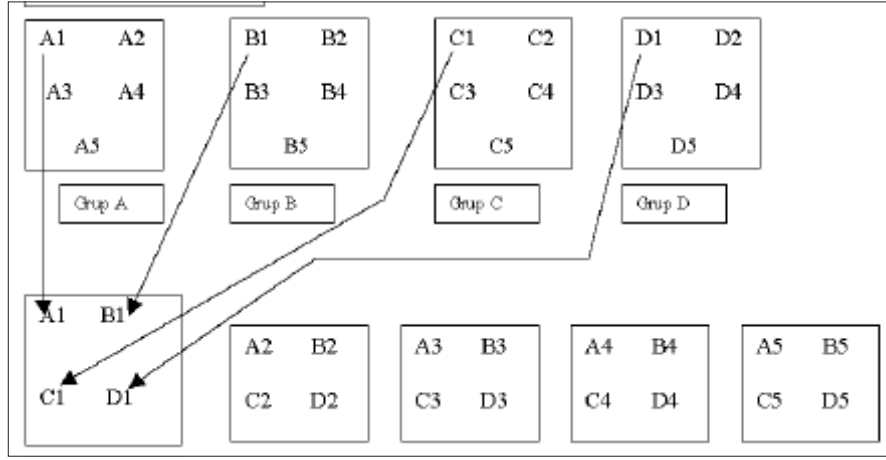 A1 A2 B1 B2 C1 C2 D1 D2
A3 A4 B3 B4 C3 C4 D3 D4
A5 B5 C5 D5
Grup A Grup B Grup C Grup D
A1 B1
A2 B2 A3 B3 A4 B4 A5 B5
C1 D1
C2 D2 C3 D3 C4 D4 C5 D5